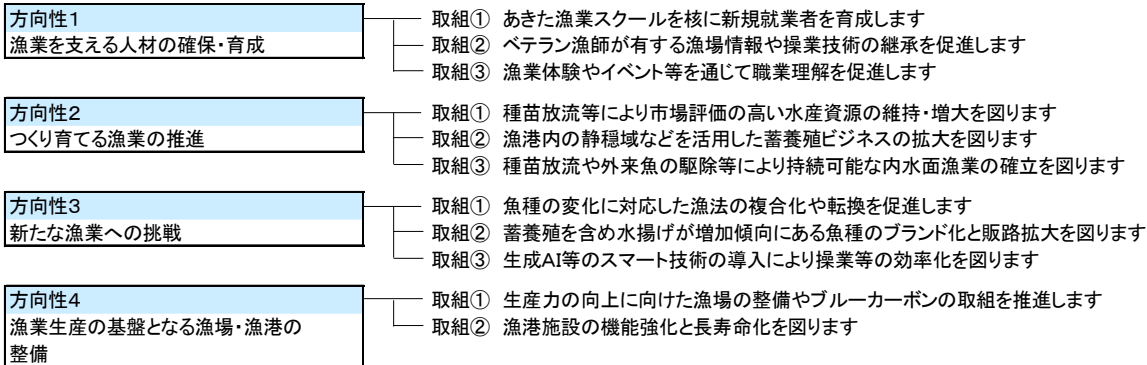 方向性1
漁業を支える人材の確保・育成
取組① あきた漁業スクールを核に新規就業者を育成します
取組② ベテラン漁師が有する漁場情報や操業技術の継承を促進します
取組③ 漁業体験やイベント等を通じて職業理解を促進します
方向性2
つくり育てる漁業の推進
取組① 種苗放流等により市場評価の高い水産資源の維持・増大を図ります
取組② 漁港内の静穏域などを活用した蓄養殖ビジネスの拡大を図ります
取組③ 種苗放流や外来魚の駆除等により持続可能な内水面漁業の確立を図ります
方向性3
新たな漁業への挑戦
取組① 魚種の変化に対応した漁法の複合化や転換を促進します
取組② 蓄養殖を含め水揚げが増加傾向にある魚種のブランド化と販路拡大を図ります
取組③ 生成AI等のスマート技術の導入により操業等の効率化を図ります
方向性4
漁業生産の基盤となる漁場・漁港の
整備
取組① 生産力の向上に向けた漁場の整備やブルーカーボンの取組を推進します
取組② 漁港施設の機能強化と長寿命化を図ります